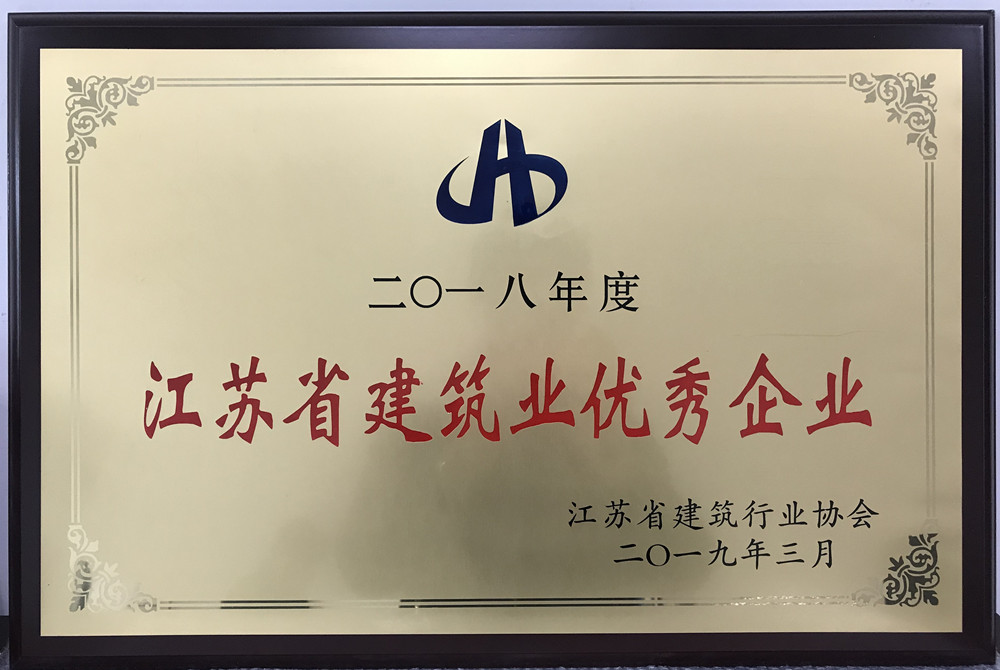 二〇一八年度
江苏省建筑业优秀企业
江苏省建筑行业协会
二〇一九年三月